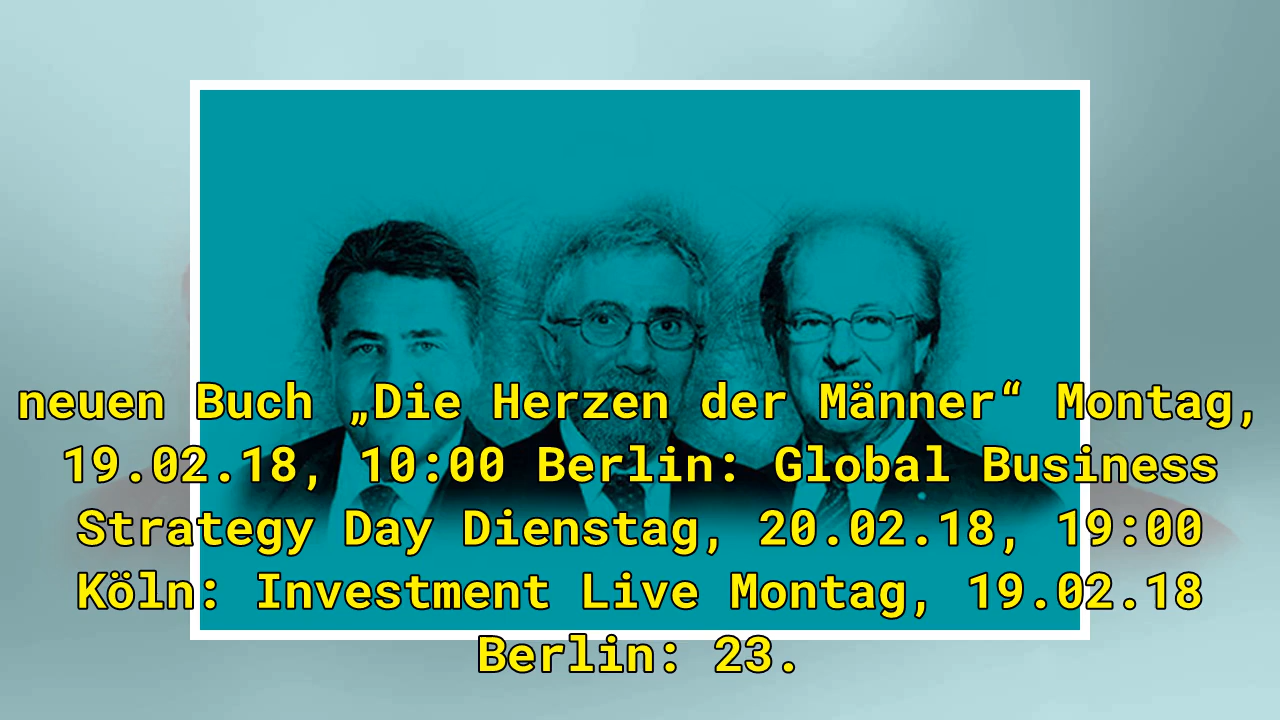 neuen Buch „Die Herzen der Männer“ Montag,
19.02.18, 10:00 Berlin: Global Business
Strategy Day Dienstag, 20.02.18, 19:00
Köln: Investment Live Montag, 19.02.18
Berlin: 23.